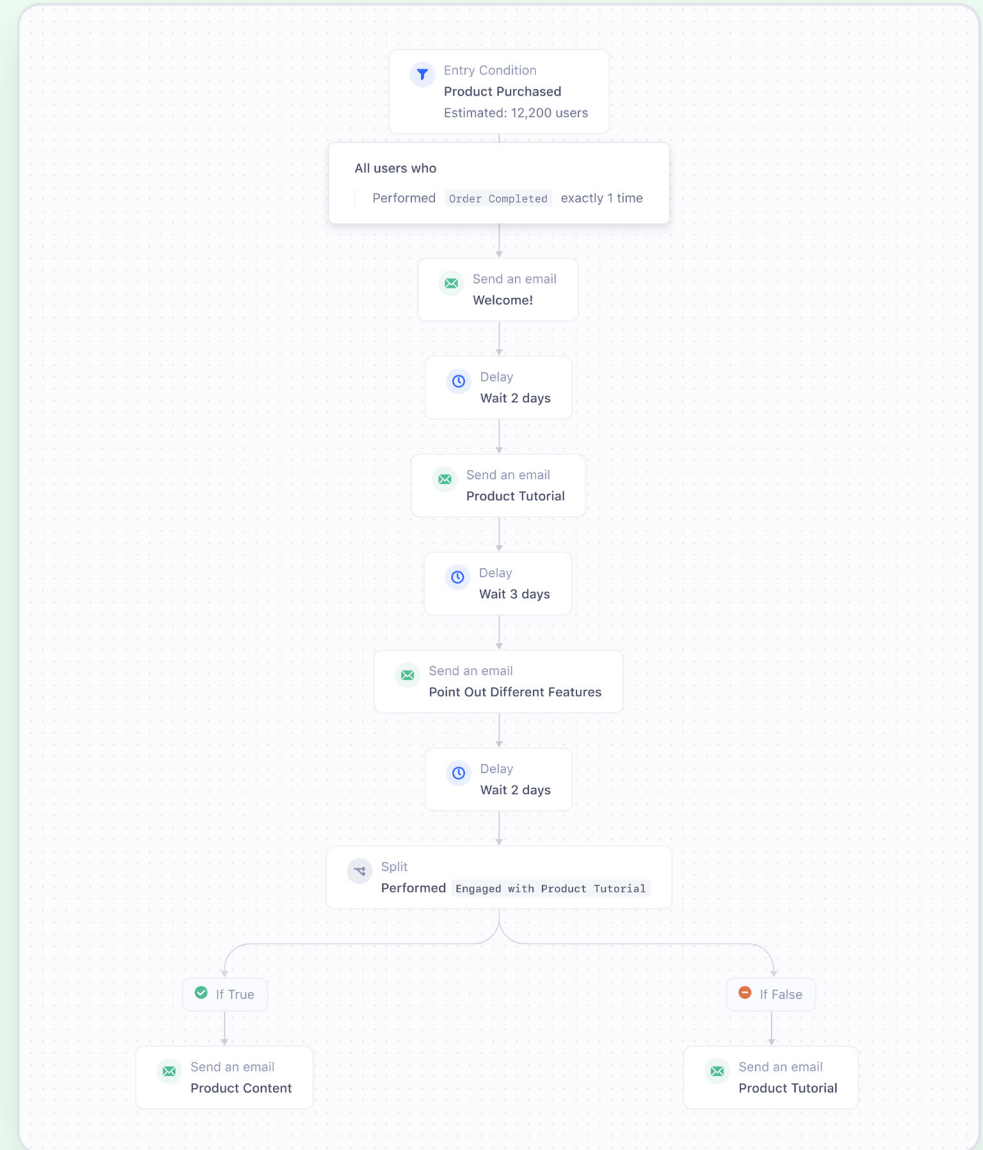 Entry Condition
Product Purchased
Estimated: 12,200 users
All users who
Performed Order Completed exactly 1 time
Send an email
Welcome!
Delay
Wait 2 days
Send an email
Product Tutorial
Delay
Wait 3 days
Send an email
Point Out Different Features
Delay
Wait 2 days
Split
Performed Engaged with Product Tutorial
If True
If False
Send an email
Product Content
Send an email
Product Tutorial